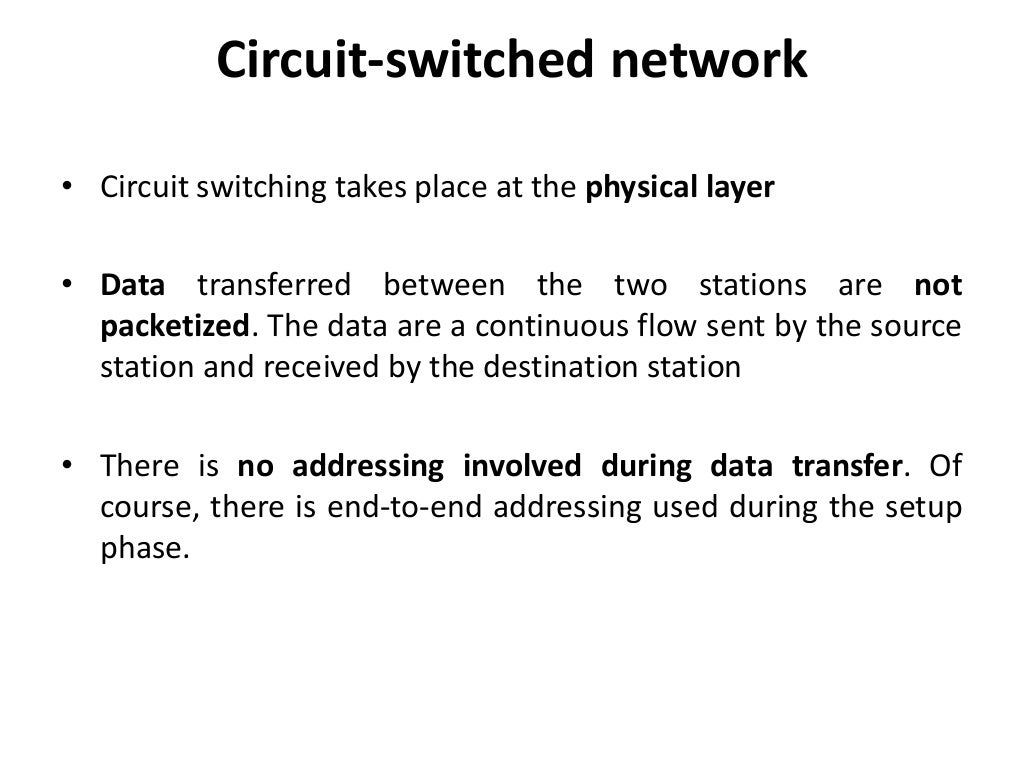 Circuit-switched network
• Circuit switching takes place at the physical layer
• Data transferred between the two stations are not
packetized. The data are a continuous flow sent by the source
station and received by the destination station
• There is no addressing involved during data transfer. Of
course, there is end-to-end addressing used during the setup
phase.